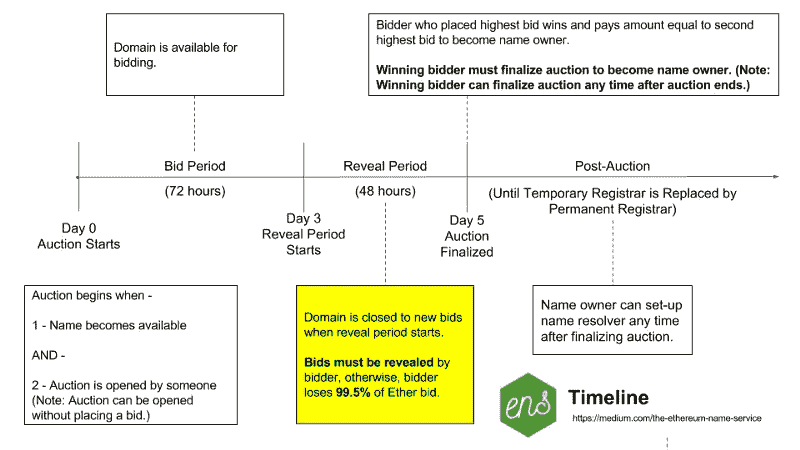 Domain is available for
bidding.
Bidder who placed highest bid wins and pays amount equal to second
highest bid to become name owner.
Winning bidder must finalize auction to become name owner. (Note:
Winning bidder can finalize auction any time after auction ends.)
Bid Period
(72 hours)
Reveal Period
(48 hours)
Post-Auction
(Until Temporary Registrar is Replaced by
Permanent Registrar)
Day 0
Auction Starts
Day 3
Reveal Period
Starts
Day 5
Auction
Finalized
Auction begins when -
1 - Name becomes available
AND -
2 - Auction is opened by someone
(Note: Auction can be opened
without placing a bid.)
Domain is closed to new bids
when reveal period starts.
Bids must be revealed by
bidder, otherwise, bidder
loses 99.5% of Ether bid.
Name owner can set-up
name resolver any time
after finalizing auction.
ens
Timeline
https://medium.com/the-ethereum-name-service